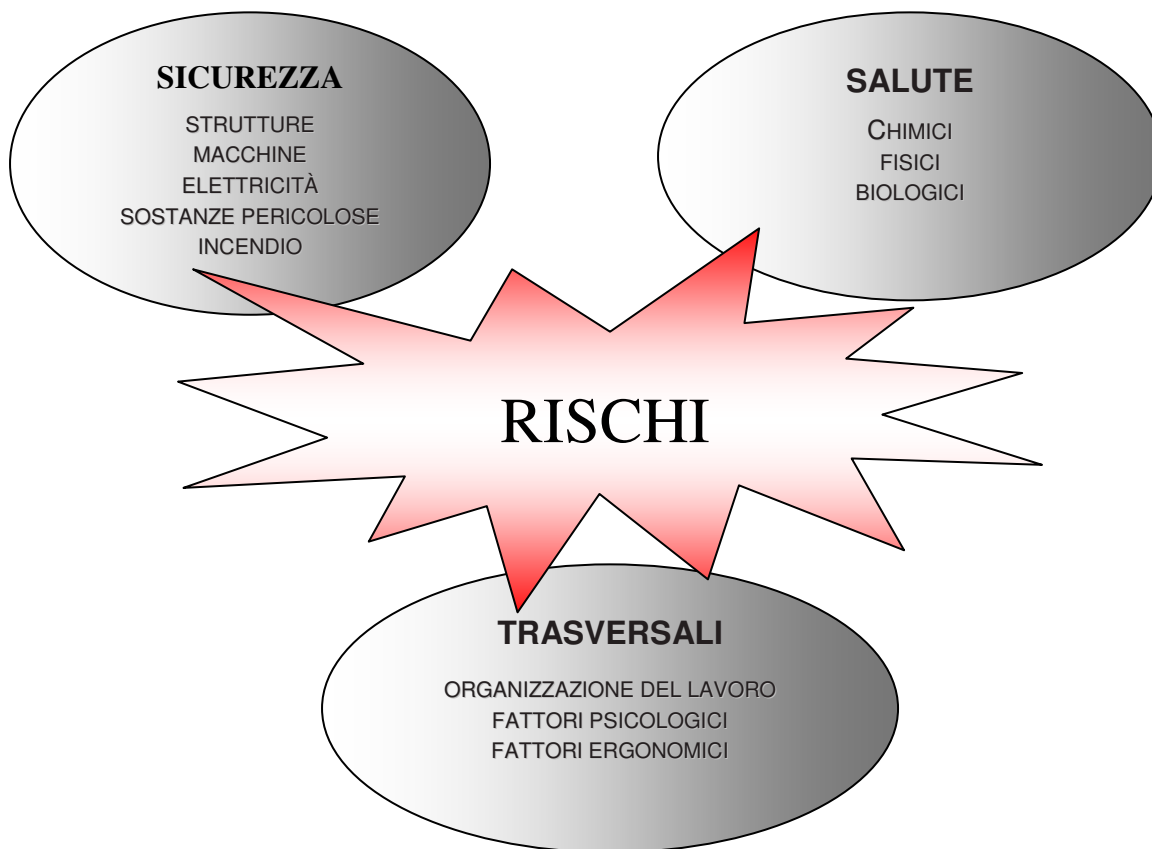 SICUREZZA
STRUTTURE
MACCHINE
ELETTRICITÀ
SOSTANZE PERICOLOSE
INCENDIO
SALUTE
CHIMICI
FISICI
BIOLOGICI
RISCHI
TRASVERSALI
ORGANIZZAZIONE DEL LAVORO
FATTORI PSICOLOGICI
FATTORI ERGONOMICI